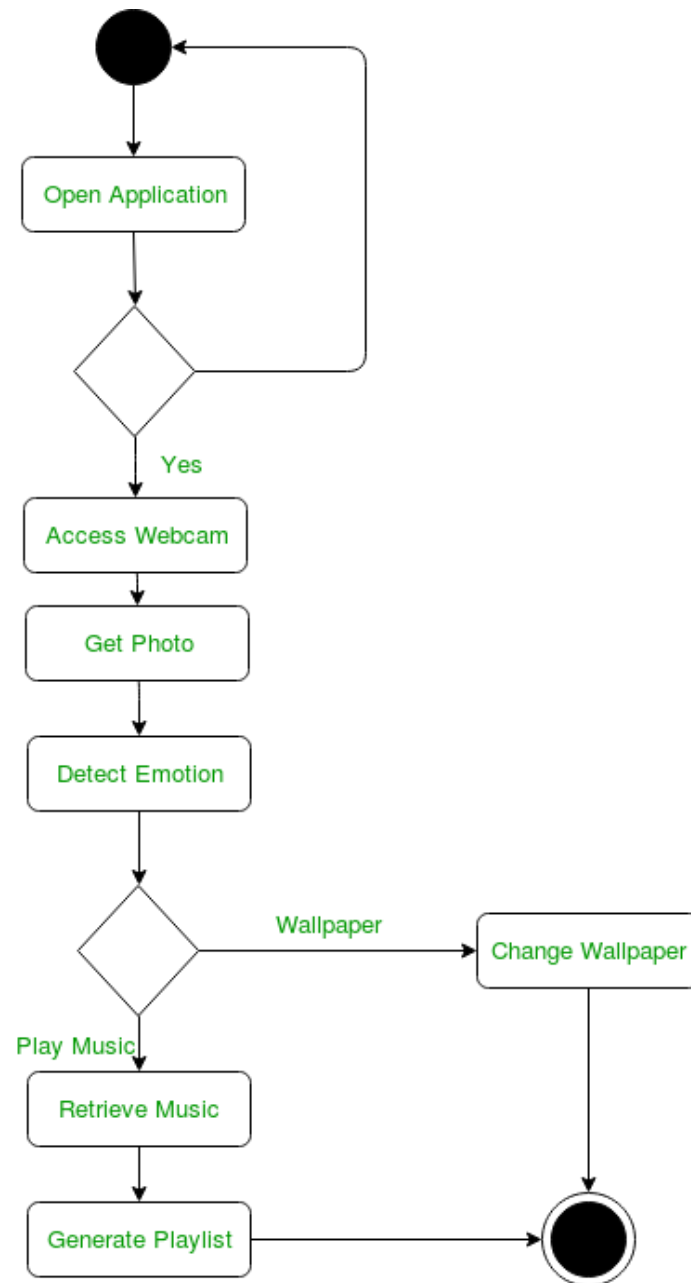 Open Application
Yes
Access Webcam
Get Photo
Detect Emotion
Wallpaper
Change Wallpaper
Play Music
Retrieve Music
Generate Playlist